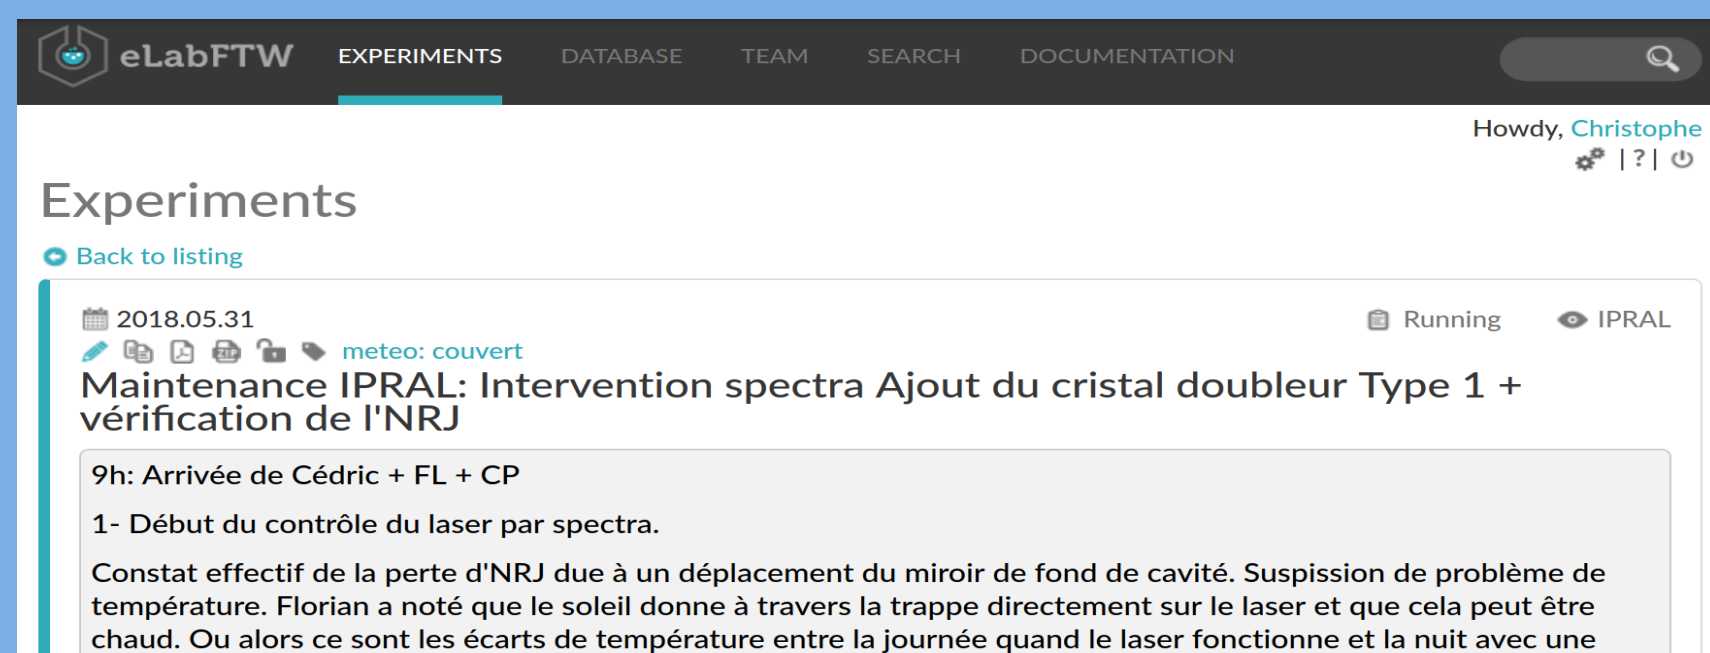 eLabFTW EXPERIMENTS DATABASE TEAM SEARCH DOCUMENTATION
Howdy, Christophe
| ? |
Experiments
Back to listing
2018.05.31 Running IPRAL
ZIP meteo: couvert
Maintenance IPRAL: Intervention spectra Ajout du cristal doubleur Type 1 +
vérification de l'NRJ
9h: Arrivée de Cédric + FL + CP
1- Début du contrôle du laser par spectra.
Constat effectif de la perte d'NRJ due à un déplacement du miroir de fond de cavité. Suspission de problème de
température. Florian a noté que le soleil donne à travers la trappe directement sur le laser et que cela peut être
chaud. Ou alors ce sont les écarts de température entre la journée quand le laser fonctionne et la nuit avec une